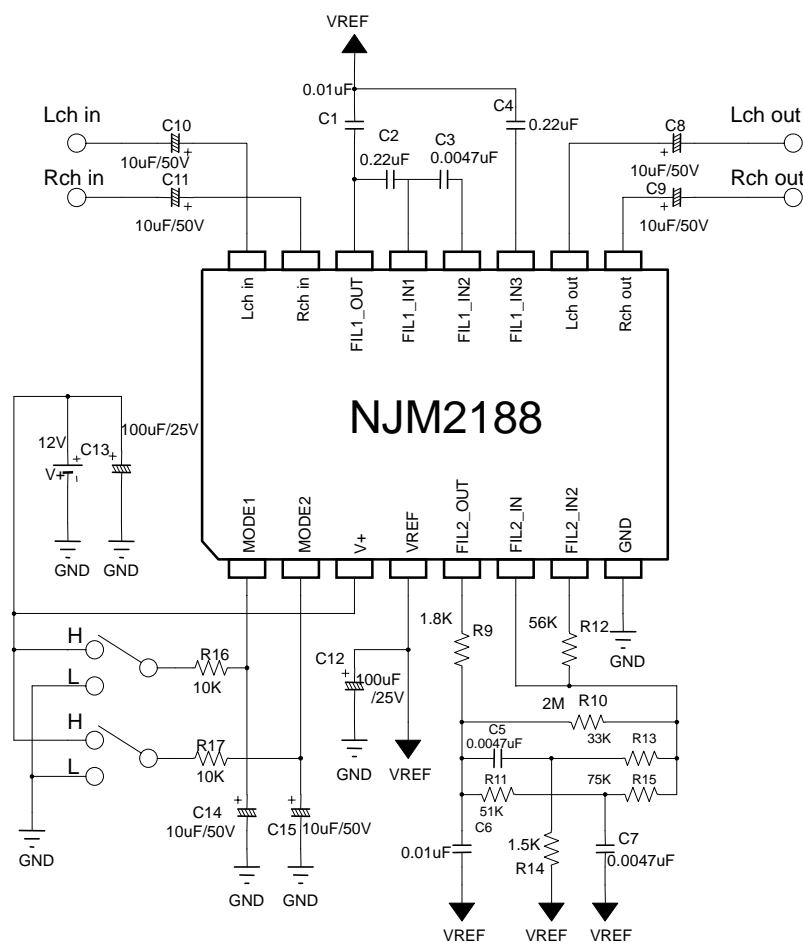 VREF
0.01uF
C1
C2
0.22uF
C3
0.0047uF
C4
0.22uF
Lch in
C10
10uF/50V
+
Rch in
C11
10uF/50V
+
C8
Lch out
+
10uF/50V
C9
Rch out
+
10uF/50V
Lch in
Rch in
FIL1_OUT
FIL1_IN1
FIL1_IN2
FIL1_IN3
Lch out
Rch out
NJM2188
12V
V+
+
C13
+
100uF/25V
GND
GND
MODE1
MODE2
V+
VREF
FIL2_OUT
FIL2_IN
FIL2_IN2
GND
H
L
R16
10K
H
L
R17
10K
GND
C14
+
10uF/50V
GND
C15
+
10uF/50V
GND
C12
+
100uF
/25V
GND
VREF
1.8K
R9
56K
R12
GND
2M
R10
C5
0.0047uF
33K
R13
R11
51K
75K
R15
C6
0.01uF
1.5K
R14
C7
0.0047uF
VREF
VREF
VREF